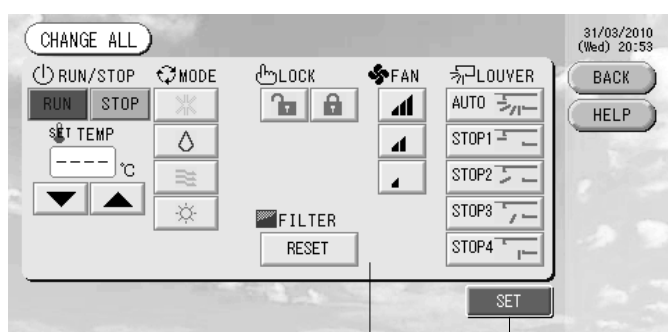 CHANGE ALL
31/03/2010
(Wed) 20:53
RUN/STOP
MODE
LOCK
FAN
LOUVER
BACK
RUN
STOP
AUTO
HELP
SET TEMP
STOP1
----°C
STOP2
STOP3
FILTER
RESET
STOP4
SET